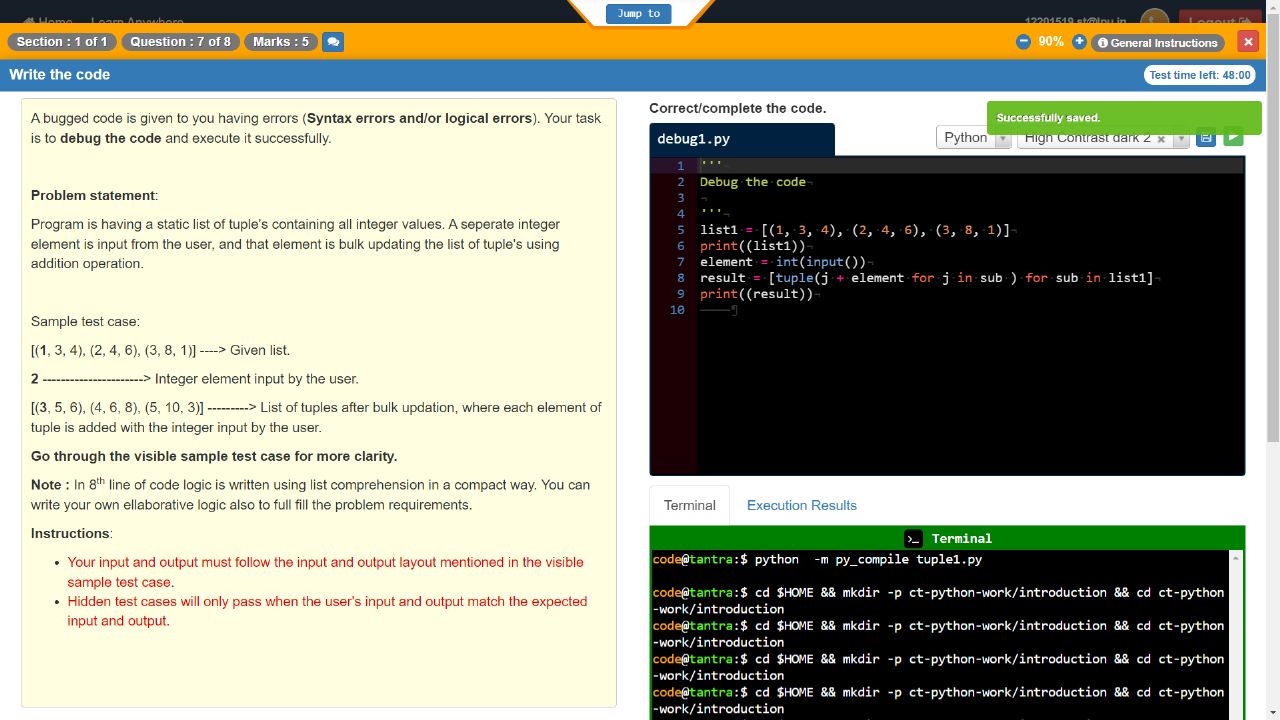 Jump to
Home Learn Anywhere
12201519.st@lpu.in
Logout
Section : 1 of 1 Question : 7 of 8 Marks : 5
90% General Instructions
Write the code
Test time left: 48:00
A bugged code is given to you having errors (Syntax errors and/or logical errors). Your task
is to debug the code and execute it successfully.
Problem statement:
Program is having a static list of tuple's containing all integer values. A seperate integer
element is input from the user, and that element is bulk updating the list of tuple's using
addition operation.
Sample test case:
[(1, 3, 4), (2, 4, 6), (3, 8, 1)] ----> Given list.
2 ----------------------> Integer element input by the user.
[(3, 5, 6), (4, 6, 8), (5, 10, 3)] ---------> List of tuples after bulk updation, where each element of
tuple is added with the integer input by the user.
Go through the visible sample test case for more clarity.
Note : In 8th line of code logic is written using list comprehension in a compact way. You can
write your own ellaborative logic also to full fill the problem requirements.
Instructions:
• Your input and output must follow the input and output layout mentioned in the visible
sample test case.
• Hidden test cases will only pass when the user's input and output match the expected
input and output.
Correct/complete the code.
Successfully saved.
debug1.py
Python
High Contrast dark 2
1 '''
2 Debug the code
3
4 '''
5 list1 = [(1, 3, 4), (2, 4, 6), (3, 8, 1)]
6 print((list1))
7 element = int(input())
8 result = [tuple(j + element for j in sub ) for sub in list1]
9 print((result))
10
Terminal Execution Results
Terminal
code@tantra:$ python  -m py_compile tuple1.py
code@tantra:$ cd $HOME && mkdir -p ct-python-work/introduction && cd ct-python
-work/introduction
code@tantra:$ cd $HOME && mkdir -p ct-python-work/introduction && cd ct-python
-work/introduction
code@tantra:$ cd $HOME && mkdir -p ct-python-work/introduction && cd ct-python
-work/introduction
code@tantra:$ cd $HOME && mkdir -p ct-python-work/introduction && cd ct-python
-work/introduction